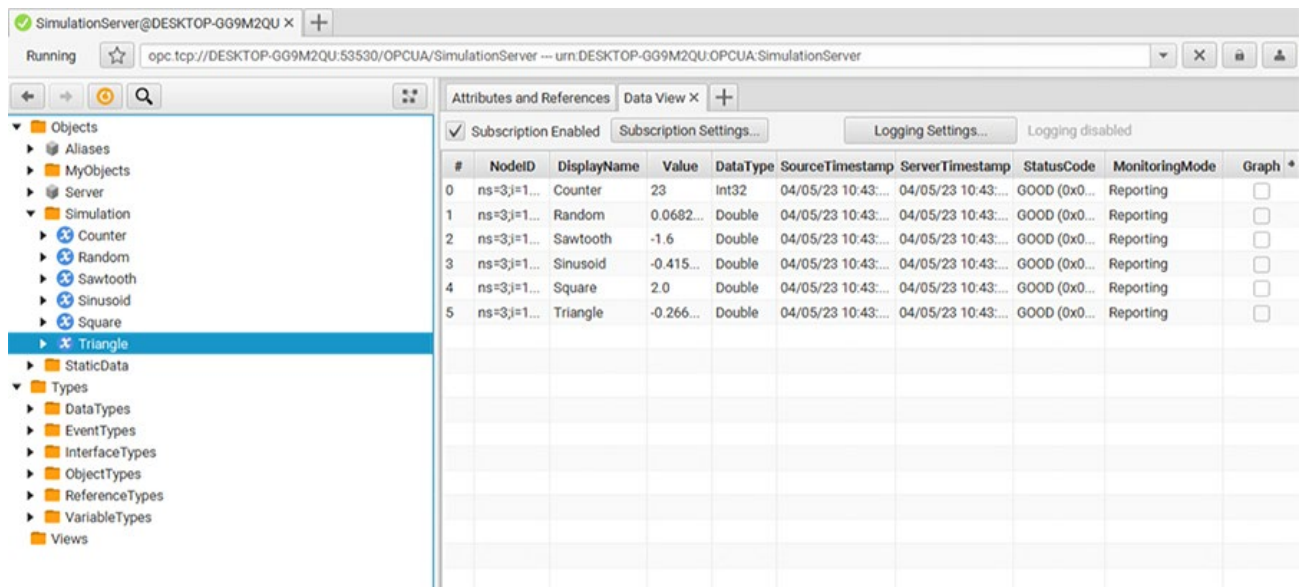 SimulationServer@DESKTOP-GG9M2QU
Running opc.tcp://DESKTOP-GG9M2QU:53530/OPCUA/SimulationServer --- urn:DESKTOP-GG9M2QU:OPCUA:SimulationServer
Objects
Aliases
MyObjects
Server
Simulation
Counter
Random
Sawtooth
Sinusoid
Square
Triangle
StaticData
Types
DataTypes
EventTypes
InterfaceTypes
ObjectTypes
ReferenceTypes
VariableTypes
Views
Attributes and References Data View
Subscription Enabled Subscription Settings... Logging Settings... Logging disabled
# NodeID DisplayName Value DataType SourceTimestamp ServerTimestamp StatusCode MonitoringMode Graph
0 ns=3;i=1... Counter 23 Int32 04/05/23 10:43:... 04/05/23 10:43:... GOOD (0x0... Reporting
1 ns=3;i=1... Random 0.0682... Double 04/05/23 10:43:... 04/05/23 10:43:... GOOD (0x0... Reporting
2 ns=3;i=1... Sawtooth -1.6 Double 04/05/23 10:43:... 04/05/23 10:43:... GOOD (0x0... Reporting
3 ns=3;i=1... Sinusoid -0.415... Double 04/05/23 10:43:... 04/05/23 10:43:... GOOD (0x0... Reporting
4 ns=3;i=1... Square 2.0 Double 04/05/23 10:43:... 04/05/23 10:43:... GOOD (0x0... Reporting
5 ns=3;i=1... Triangle -0.266... Double 04/05/23 10:43:... 04/05/23 10:43:... GOOD (0x0... Reporting